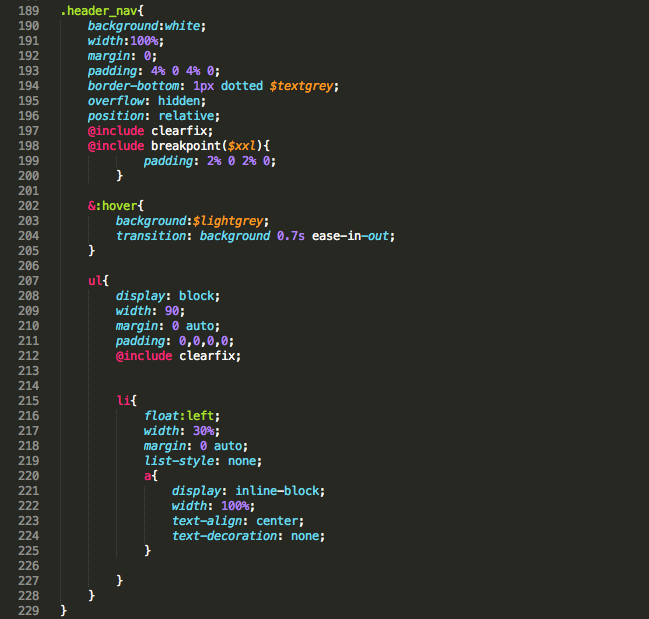 189 .header_nav{
190 background:white;
191 width:100%;
192 margin: 0;
193 padding: 4% 0 4% 0;
194 border-bottom: 1px dotted $textgrey;
195 overflow: hidden;
196 position: relative;
197 @include clearfix;
198 @include breakpoint($xxl){
199 padding: 2% 0 2% 0;
200 }
201
202 &:hover{
203 background:$lightgrey;
204 transition: background 0.7s ease-in-out;
205 }
206
207 ul{
208 display: block;
209 width: 90;
210 margin: 0 auto;
211 padding: 0,0,0,0;
212 @include clearfix;
213
214
215 li{
216 float:left;
217 width: 30%;
218 margin: 0 auto;
219 list-style: none;
220 a{
221 display: inline-block;
222 width: 100%;
223 text-align: center;
224 text-decoration: none;
225 }
226
227 }
228 }
229 }